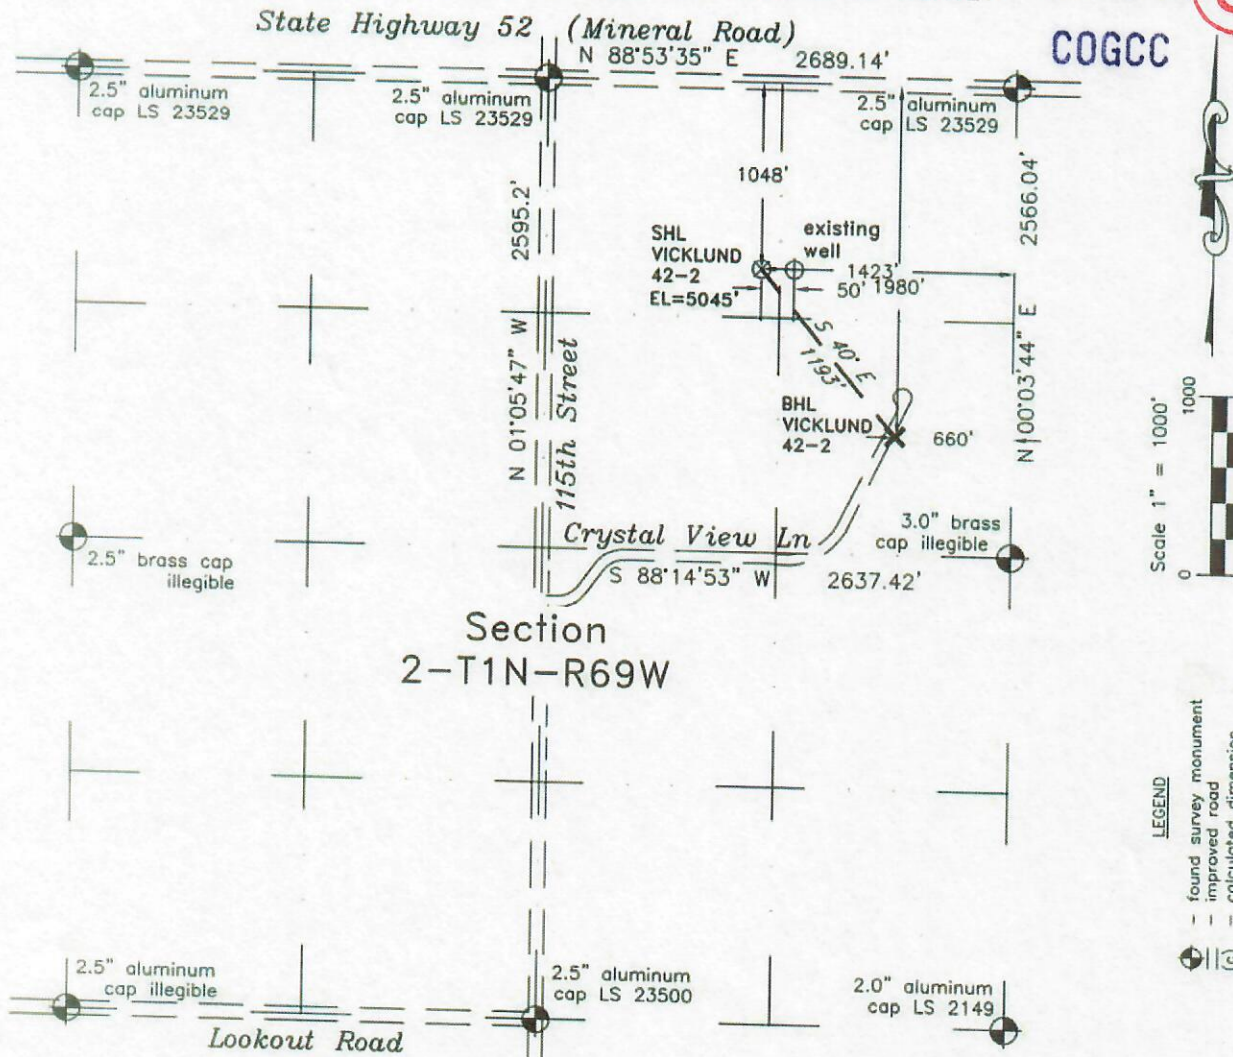 State Highway 52 (Mineral Road)
COGCC
N 88°53'35" E 2689.14'
2.5" aluminum
cap LS 23529
2.5" aluminum
cap LS 23529
2.5" aluminum
cap LS 23529
1048'
2595.2'
N 01°05'47" W
115th Street
2566.04'
N 00°03'44" E
SHL
VICKLUND
42-2
EL=5045'
existing
well
1423'
50' 1980'
S 40° E
1193'
BHL
VICKLUND
42-2
660'
Scale 1" = 1000'
1000
0
2.5" brass cap
illegible
Crystal View Ln
S 88°14'53" W 2637.42'
3.0" brass
cap illegible
Section
2-T1N-R69W
LEGEND
- found survey monument
- improved road
- calculated dimension
2.5" aluminum
cap illegible
2.5" aluminum
cap LS 23500
2.0" aluminum
cap LS 2149
Lookout Road